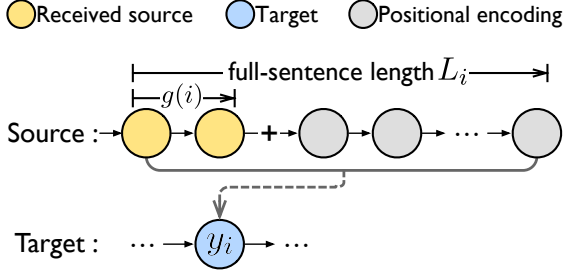 Received source Target Positional encoding
full-sentence length L_i
g(i)
Source : + ...
y_i
Target : ... ...